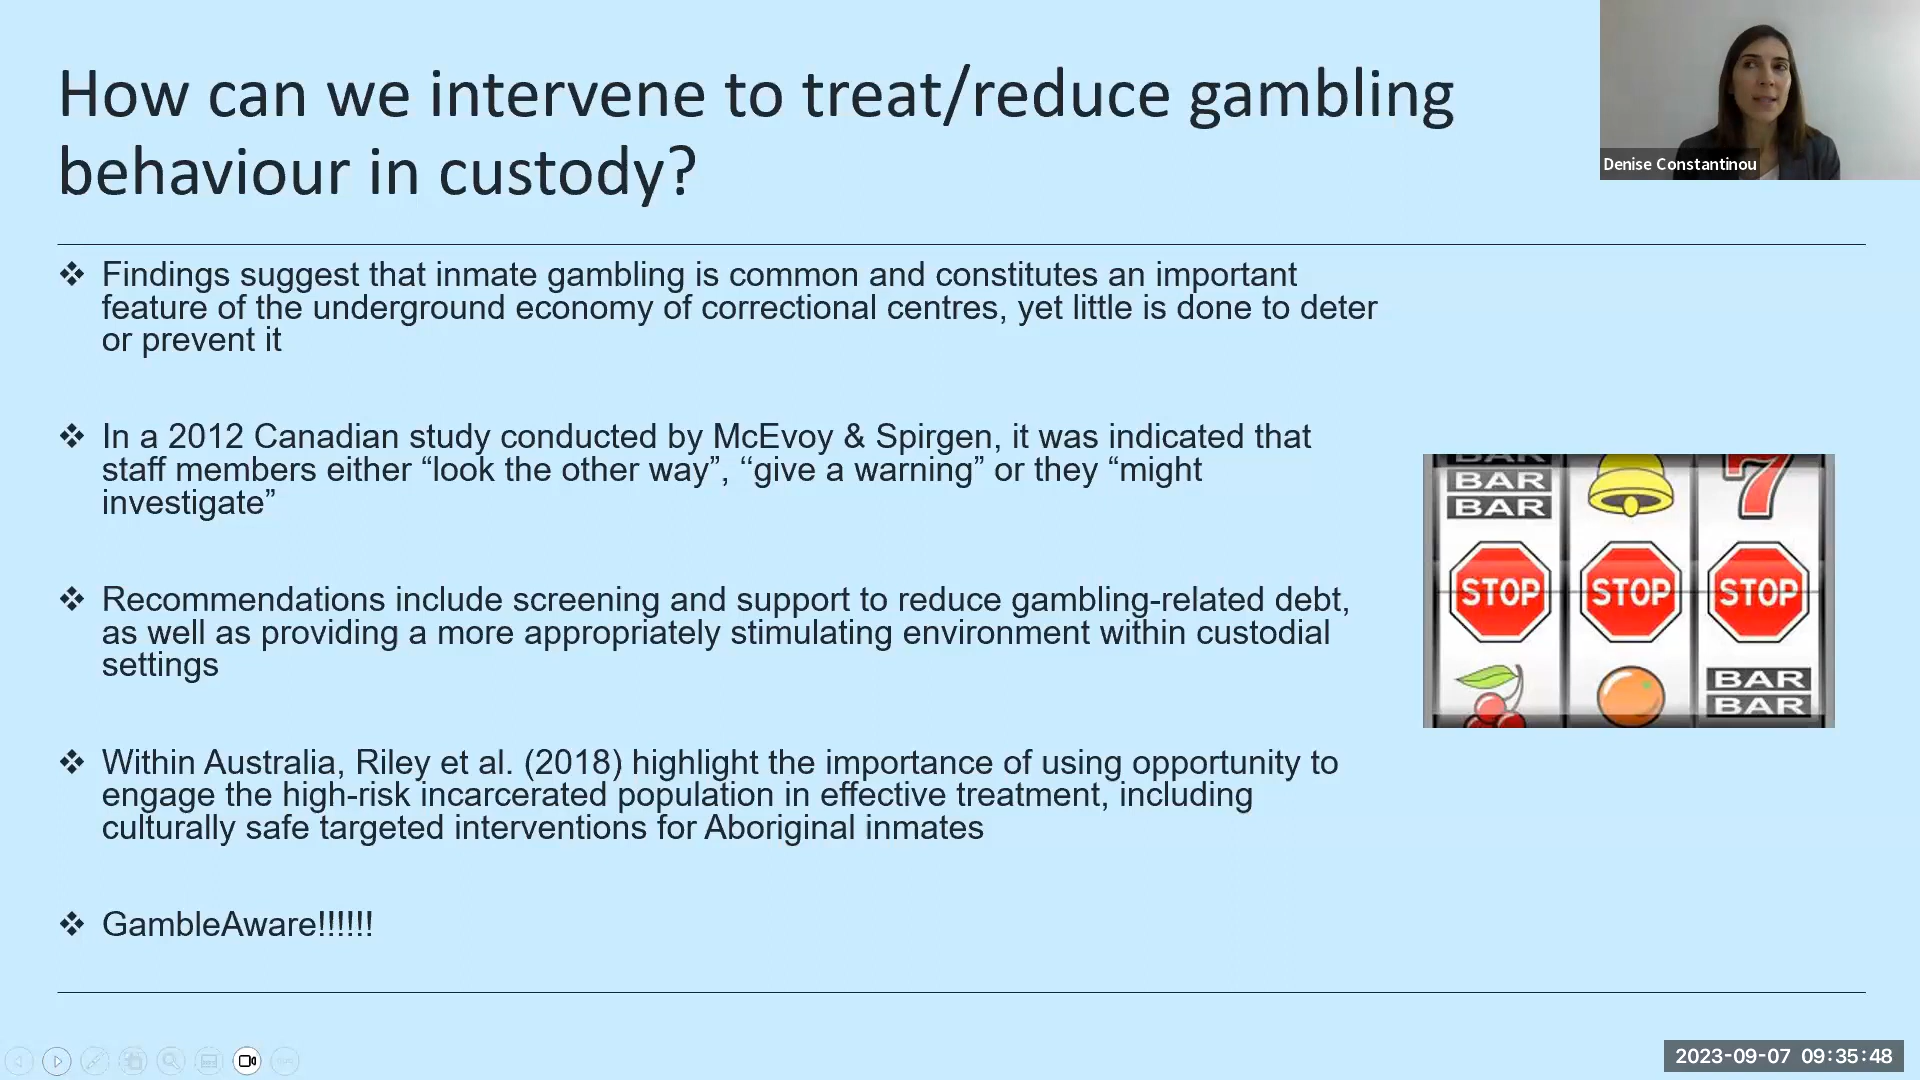 How can we intervene to treat/reduce gambling
behaviour in custody?
Denise Constantinou
Findings suggest that inmate gambling is common and constitutes an important
feature of the underground economy of correctional centres, yet little is done to deter
or prevent it
In a 2012 Canadian study conducted by McEvoy & Spirgen, it was indicated that
staff members either “look the other way”, ‘‘give a warning” or they “might
investigate”
Recommendations include screening and support to reduce gambling-related debt,
as well as providing a more appropriately stimulating environment within custodial
settings
Within Australia, Riley et al. (2018) highlight the importance of using opportunity to
engage the high-risk incarcerated population in effective treatment, including
culturally safe targeted interventions for Aboriginal inmates
GambleAware!!!!!!
BAR
BAR
BAR
7
STOP STOP STOP
BAR
BAR
2023-09-07 09:35:48